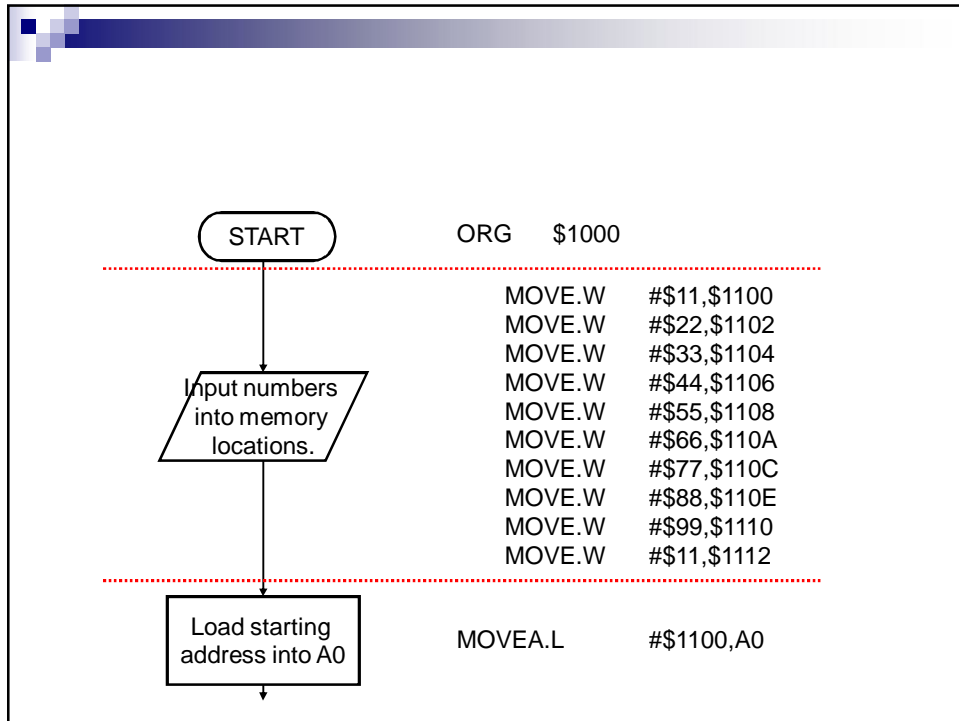 START
ORG $1000
MOVE.W #$11,$1100
MOVE.W #$22,$1102
MOVE.W #$33,$1104
MOVE.W #$44,$1106
MOVE.W #$55,$1108
MOVE.W #$66,$110A
MOVE.W #$77,$110C
MOVE.W #$88,$110E
MOVE.W #$99,$1110
MOVE.W #$11,$1112
Input numbers
into memory
locations.
Load starting
address into A0
MOVEA.L #$1100,A0